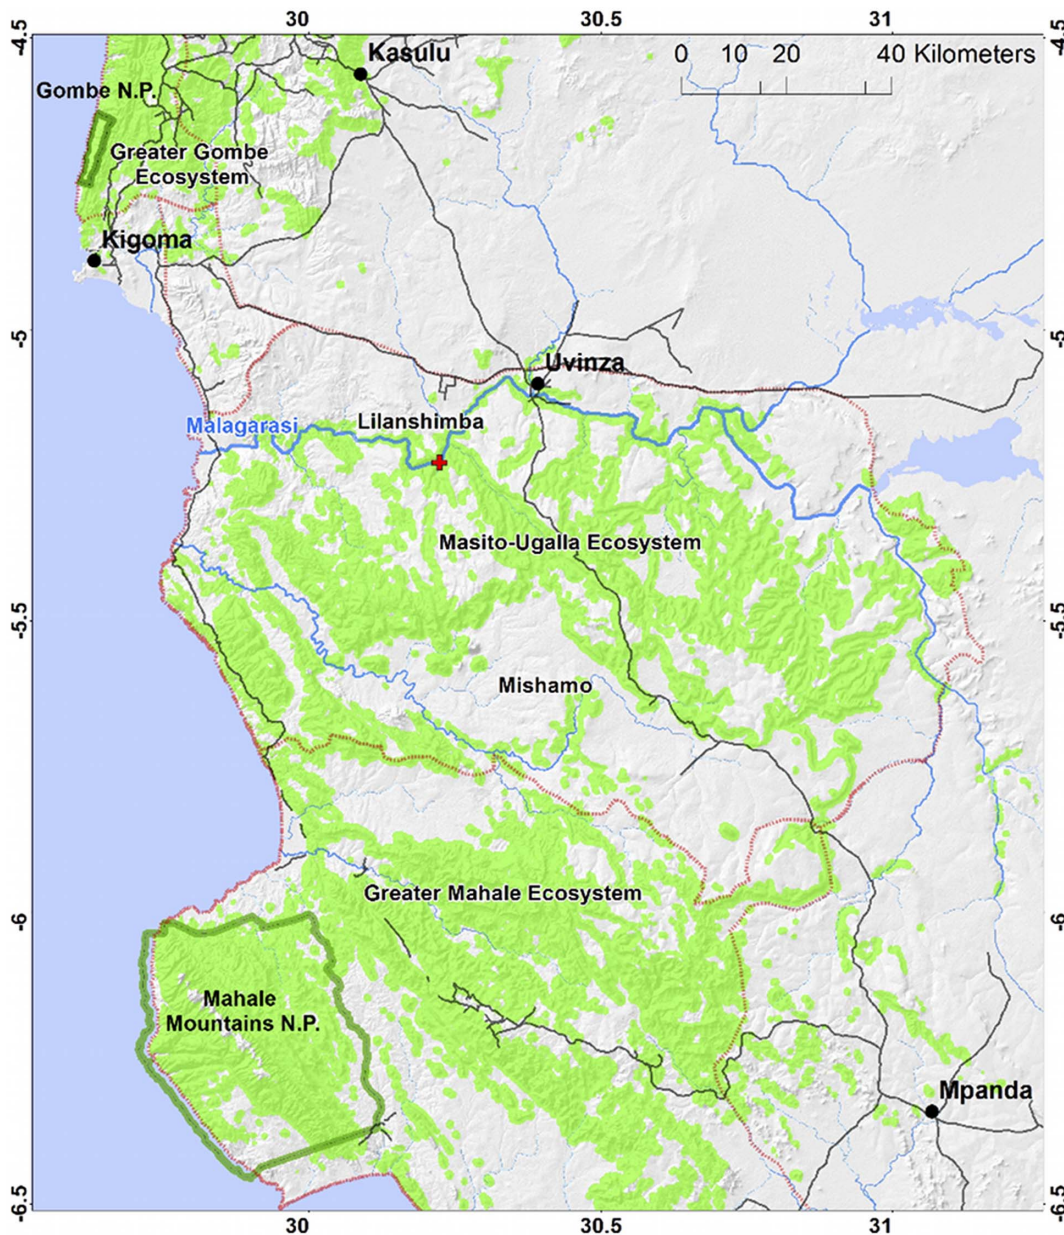 30 30.5 31
-4.5 -4.5
Kasulu
0 10 20 40 Kilometers
Gombe N.P.
Greater Gombe
Ecosystem
Kigoma
-5 -5
Uvinza
Malagarasi
Lilanshimba
Masito-Ugalla Ecosystem
-5.5 -5.5
Mishamo
Greater Mahale Ecosystem
-6 -6
Mahale
Mountains N.P.
Mpanda
-6.5 -6.5
30 30.5 31